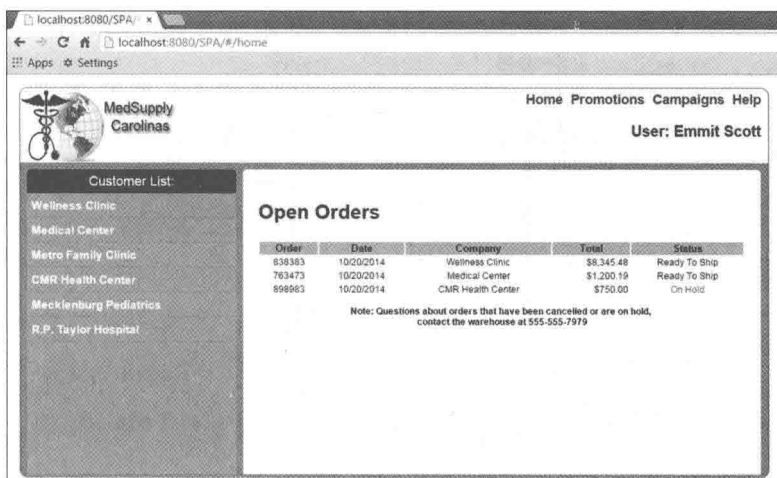 localhost:8080/SPA/
localhost:8080/SPA/#/home
Apps Settings
MedSupply
Carolinas
Home Promotions Campaigns Help
User: Emmit Scott
Customer List:
Wellness Clinic
Medical Center
Metro Family Clinic
CMR Health Center
Mecklenburg Pediatrics
R.P. Taylor Hospital
Open Orders
Order Date Company Total Status
838383 10/20/2014 Wellness Clinic $8,345.48 Ready To Ship
763473 10/20/2014 Medical Center $1,200.19 Ready To Ship
898983 10/20/2014 CMR Health Center $750.00 On Hold
Note: Questions about orders that have been cancelled or are on hold,
contact the warehouse at 555-555-7979